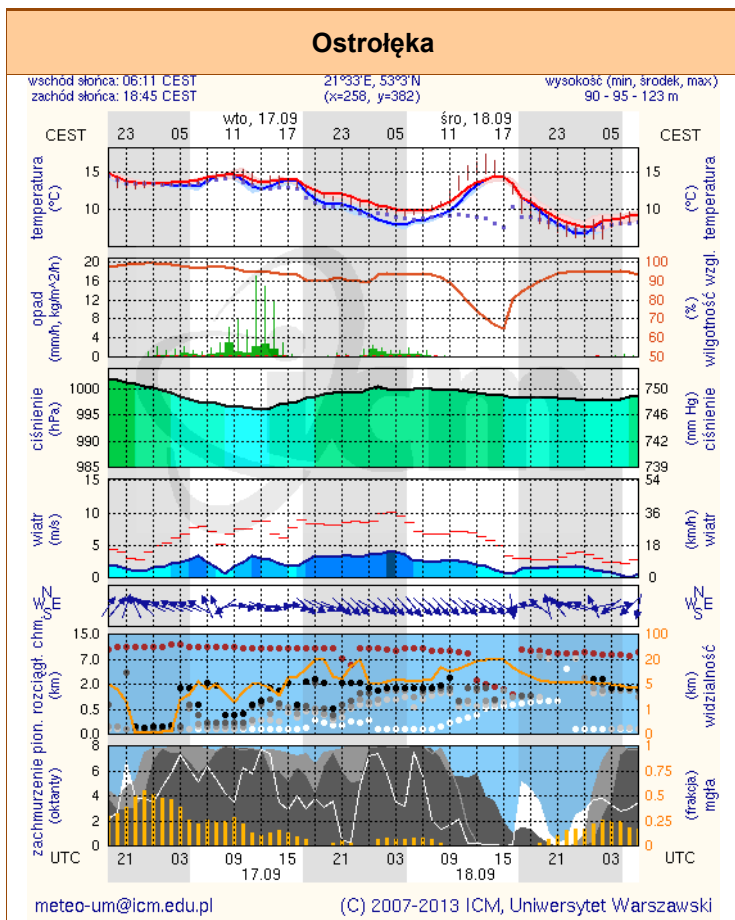 Ostrołęka
wschód słońca: 06:11 CEST 21°33'E, 53°3'N wysokość (min, środek, max)
zachód słońca: 18:45 CEST (x=258, y=382) 90 - 95 - 123 m
wto, 17.09 śro, 18.09
CEST 23 05 11 17 23 05 11 17 23 05 CEST
temperatura (°C) 15 10 15 10 (°C) temperatura
opad (mm/h, kg/m^2/h) 20 16 12 8 4 0 100 90 80 70 60 50 (%) wilgotność wzgl.
ciśnienie (hPa) 1000 995 990 985 750 746 742 739 (mm Hg) ciśnienie
wiatr (m/s) 15 10 5 0 54 36 18 0 (km/h) wiatr
N W E S N W E S
pion. rozciągł. chm. (km) 15.0 7.0 2.0 0.5 0.0 100 20 5 1 0 (km) widzialność
zachmurzenie (oktanty) 8 6 4 2 0 1 0.75 0.5 0.25 0 (frakcja) mgła
UTC 21 03 09 15 21 03 09 15 21 03 UTC
17.09 18.09
meteo-um@icm.edu.pl (C) 2007-2013 ICM, Uniwersytet Warszawski
icm